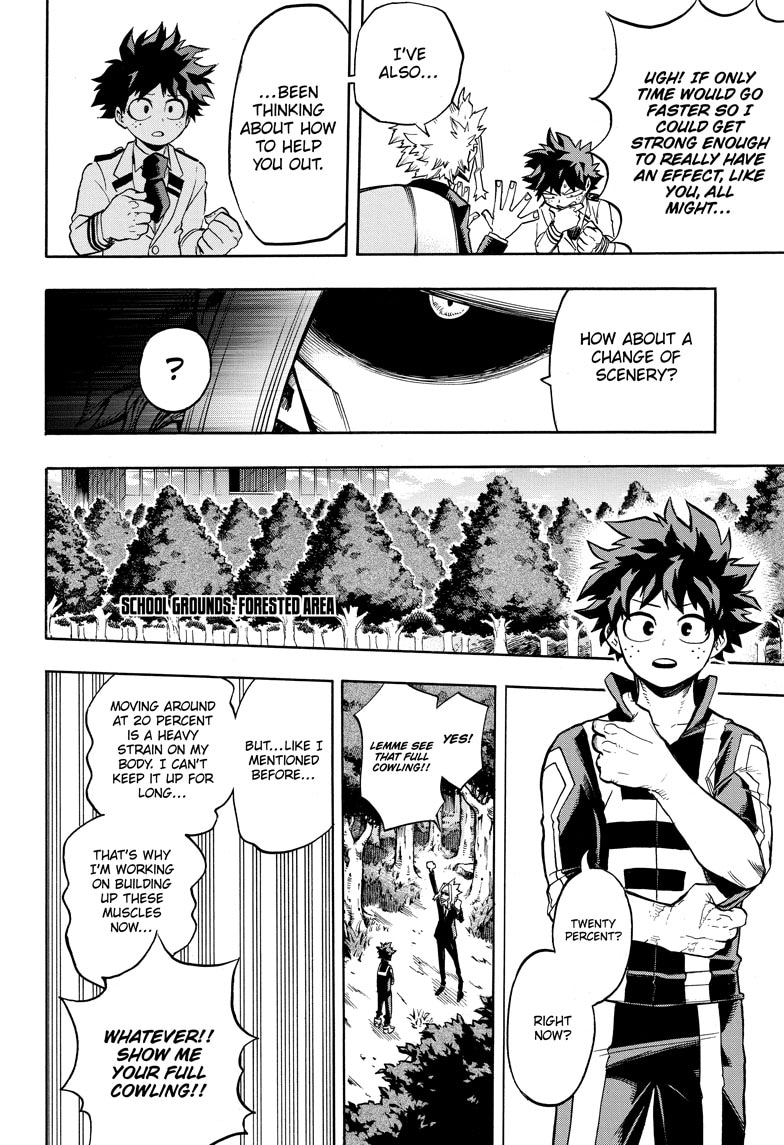 UGH! IF ONLY
TIME WOULD GO
FASTER SO I
COULD GET
STRONG ENOUGH
TO REALLY HAVE
AN EFFECT, LIKE
YOU, ALL
MIGHT...
I'VE
ALSO...
...BEEN
THINKING
ABOUT HOW
TO HELP
YOU OUT.
HOW ABOUT A
CHANGE OF
SCENERY?
?
SCHOOL GROUNDS: FORESTED AREA
TWENTY
PERCENT?
RIGHT
NOW?
YES!
LEMME SEE
THAT FULL
COWLING!!
BUT...LIKE I
MENTIONED
BEFORE...
MOVING AROUND
AT 20 PERCENT
IS A HEAVY
STRAIN ON MY
BODY. I CAN'T
KEEP IT UP FOR
LONG...
THAT'S WHY
I'M WORKING
ON BUILDING
UP THESE
MUSCLES
NOW...
WHATEVER!!
SHOW ME
YOUR FULL
COWLING!!